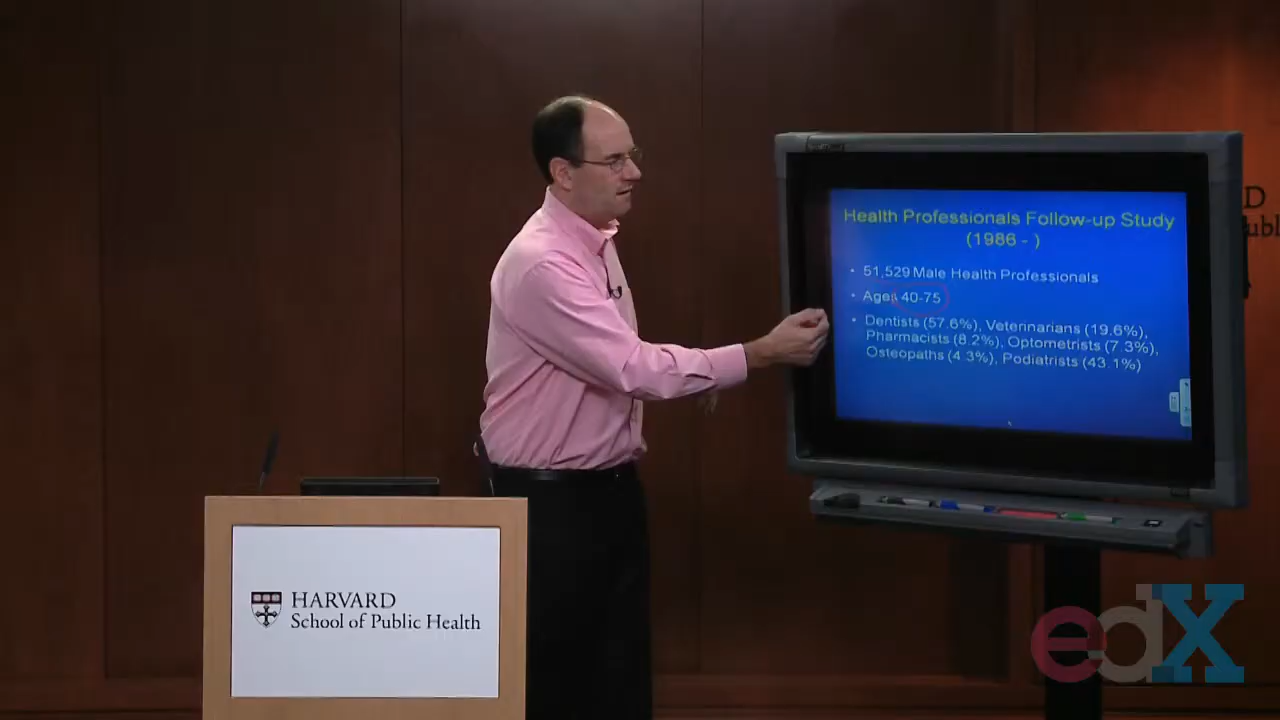 Health Professionals Follow-up Study
(1986 - )
• 51,529 Male Health Professionals
• Ages 40-75
• Dentists (57.6%), Veterinarians (19.6%),
Pharmacists (8.2%), Optometrists (7.3%),
Osteopaths (4.3%), Podiatrists (43.1%)
HARVARD
School of Public Health
edX